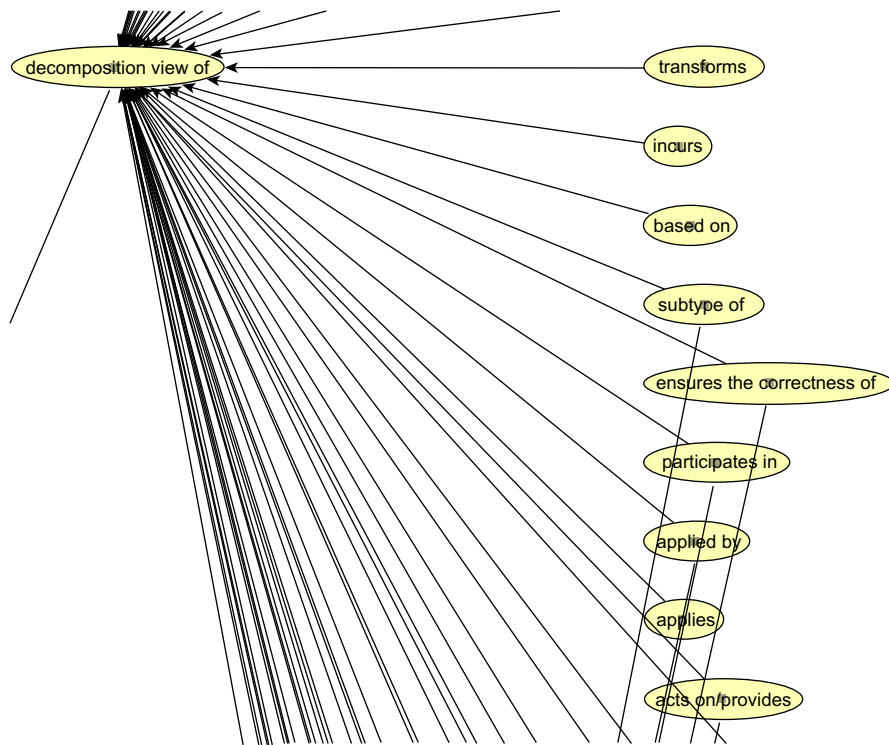 decomposition view of
transforms
incurs
based on
subtype of
ensures the correctness of
participates in
applied by
applies
acts on/provides